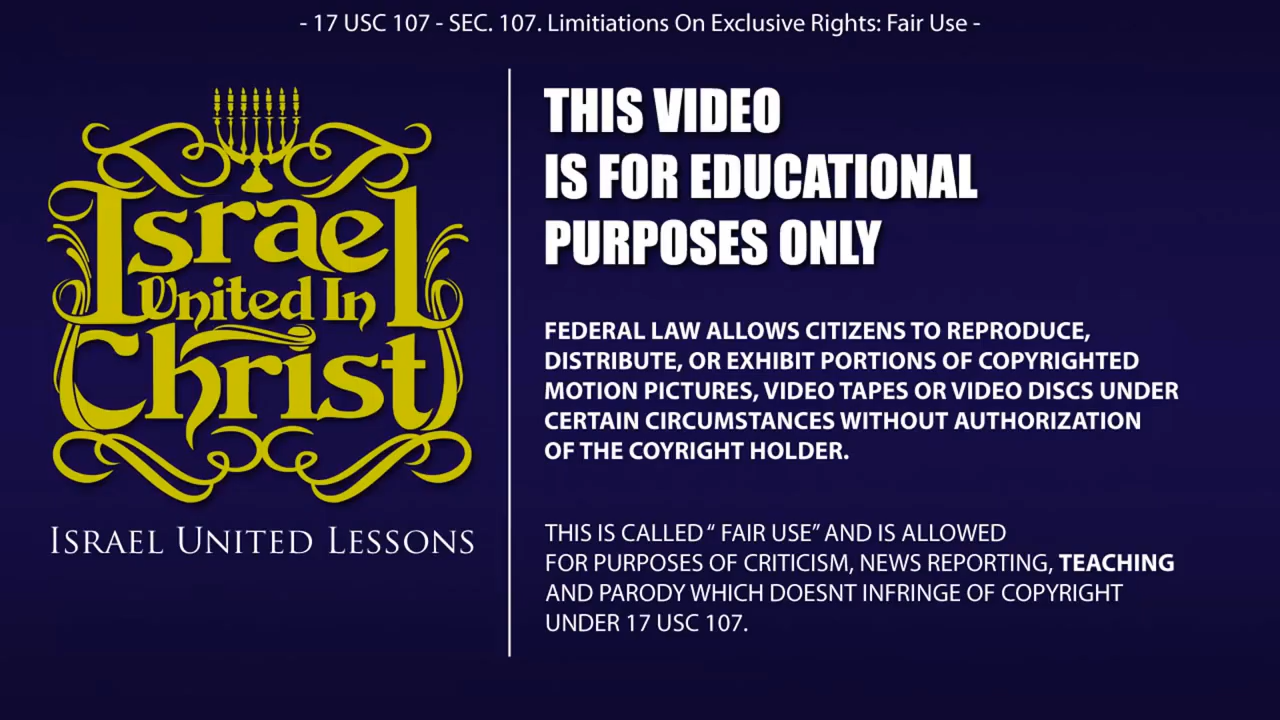 - 17 USC 107 - SEC. 107. Limitiations On Exclusive Rights: Fair Use -
Israel
United In
Christ
ISRAEL UNITED LESSONS
THIS VIDEO
IS FOR EDUCATIONAL
PURPOSES ONLY
FEDERAL LAW ALLOWS CITIZENS TO REPRODUCE,
DISTRIBUTE, OR EXHIBIT PORTIONS OF COPYRIGHTED
MOTION PICTURES, VIDEO TAPES OR VIDEO DISCS UNDER
CERTAIN CIRCUMSTANCES WITHOUT AUTHORIZATION
OF THE COYRIGHT HOLDER.
THIS IS CALLED “ FAIR USE” AND IS ALLOWED
FOR PURPOSES OF CRITICISM, NEWS REPORTING, TEACHING
AND PARODY WHICH DOESNT INFRINGE OF COPYRIGHT
UNDER 17 USC 107.